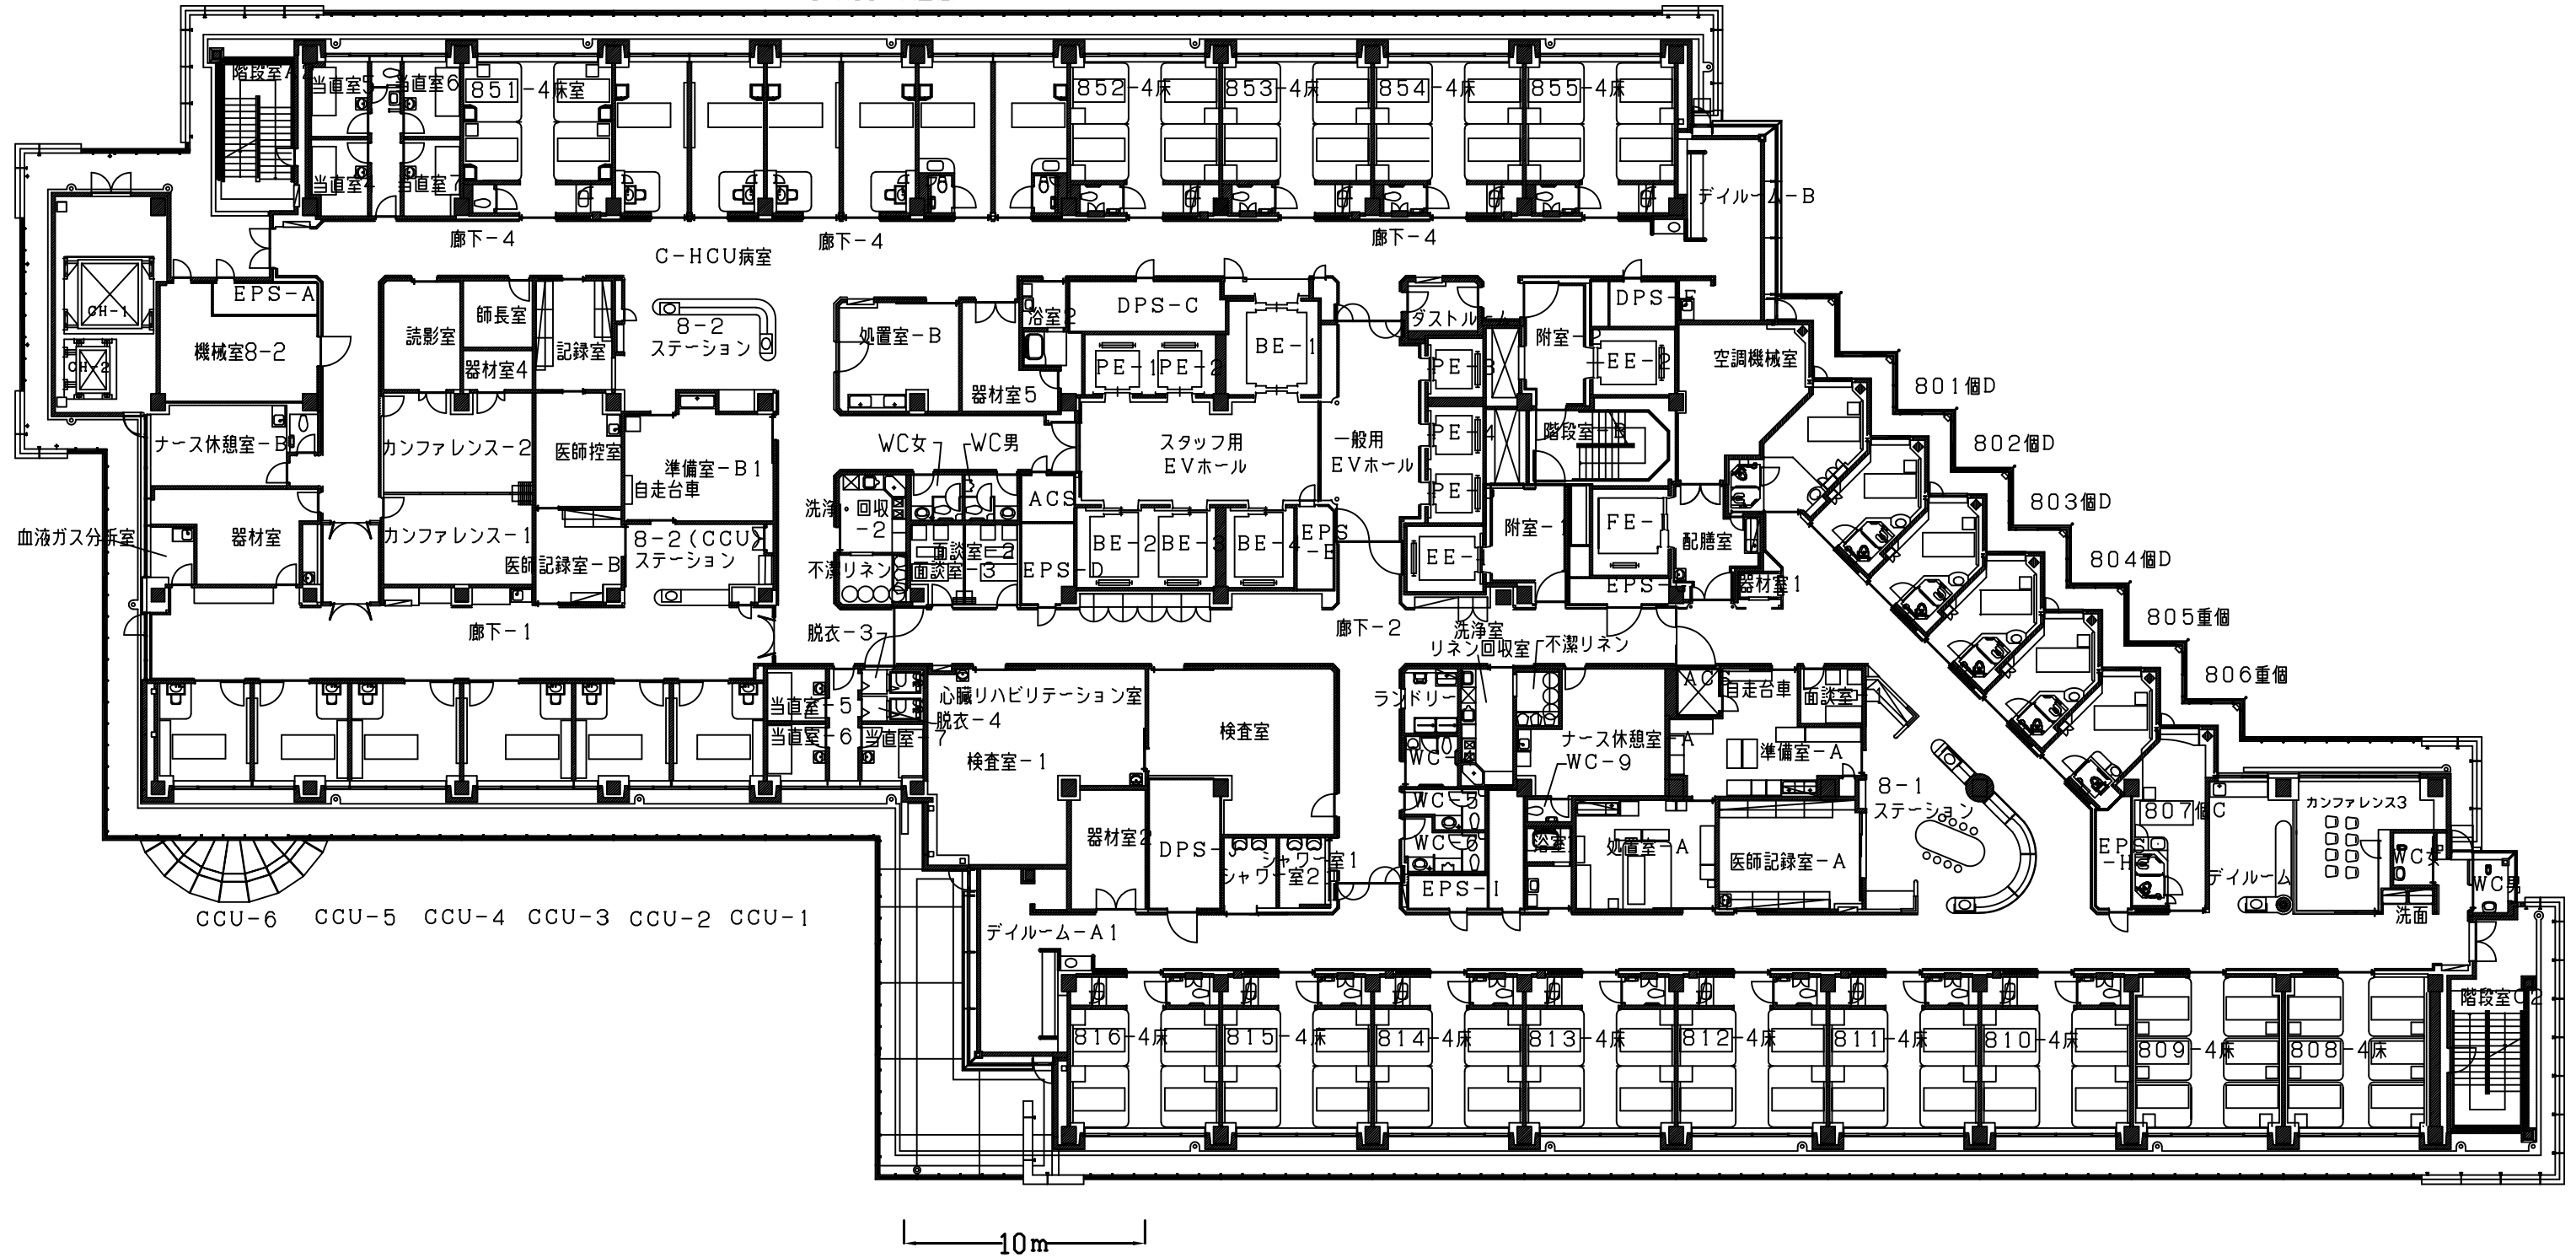 階段室A2
当直室5
当直室6
851-4床室
852-4床
853-4床
854-4床
855-4床
当直室4
当直室7
デイルーム-B
廊下-4
廊下-4
廊下-4
C-HCU病室
EPS-A
CH-1
CH-2
機械室8-2
読影室
師長室
器材室4
記録室
8-2
ステーション
処置室-B
器材室5
浴室2
DPS-C
PE-1
PE-2
BE-1
ダストルーム
PE-3
附室-2
DPS-F
EE-2
空調機械室
801個D
802個D
803個D
804個D
805重個
806重個
ナース休憩室-B
カンファレンス-2
医師控室
準備室-B1
自走台車
WC女
WC男
スタッフ用
EVホール
一般用
EVホール
PE-4
階段室-B
血液ガス分析室
器材室
カンファレンス-1
医師記録室-B
8-2(CCU)
ステーション
洗浄・回収
-2
不潔リネン
面談室-2
面談室-3
ACS
EPS-D
BE-2
BE-3
BE-4
EPS
-E
EE-1
附室-1
FE-1
配膳室
器材室1
廊下-1
脱衣-3
廊下-2
洗浄室
リネン回収室
不潔リネン
当直室-5
当直室-6
当直室-7
脱衣-4
心臓リハビリテーション室
検査室-1
検査室
ランドリー
ナース休憩室-A
WC-9
自走台車
面談室-1
準備室-A
8-1
ステーション
WC-5
WC-6
EPS-I
処置室-A
医師記録室-A
器材室2
DPS-J
シャワー室1
シャワー室2
807個C
EPS
-H
デイルーム
カンファレンス3
WC女
WC男
洗面
CCU-6
CCU-5
CCU-4
CCU-3
CCU-2
CCU-1
デイルーム-A1
816-4床
815-4床
814-4床
813-4床
812-4床
811-4床
810-4床
809-4床
808-4床
階段室C2
10m